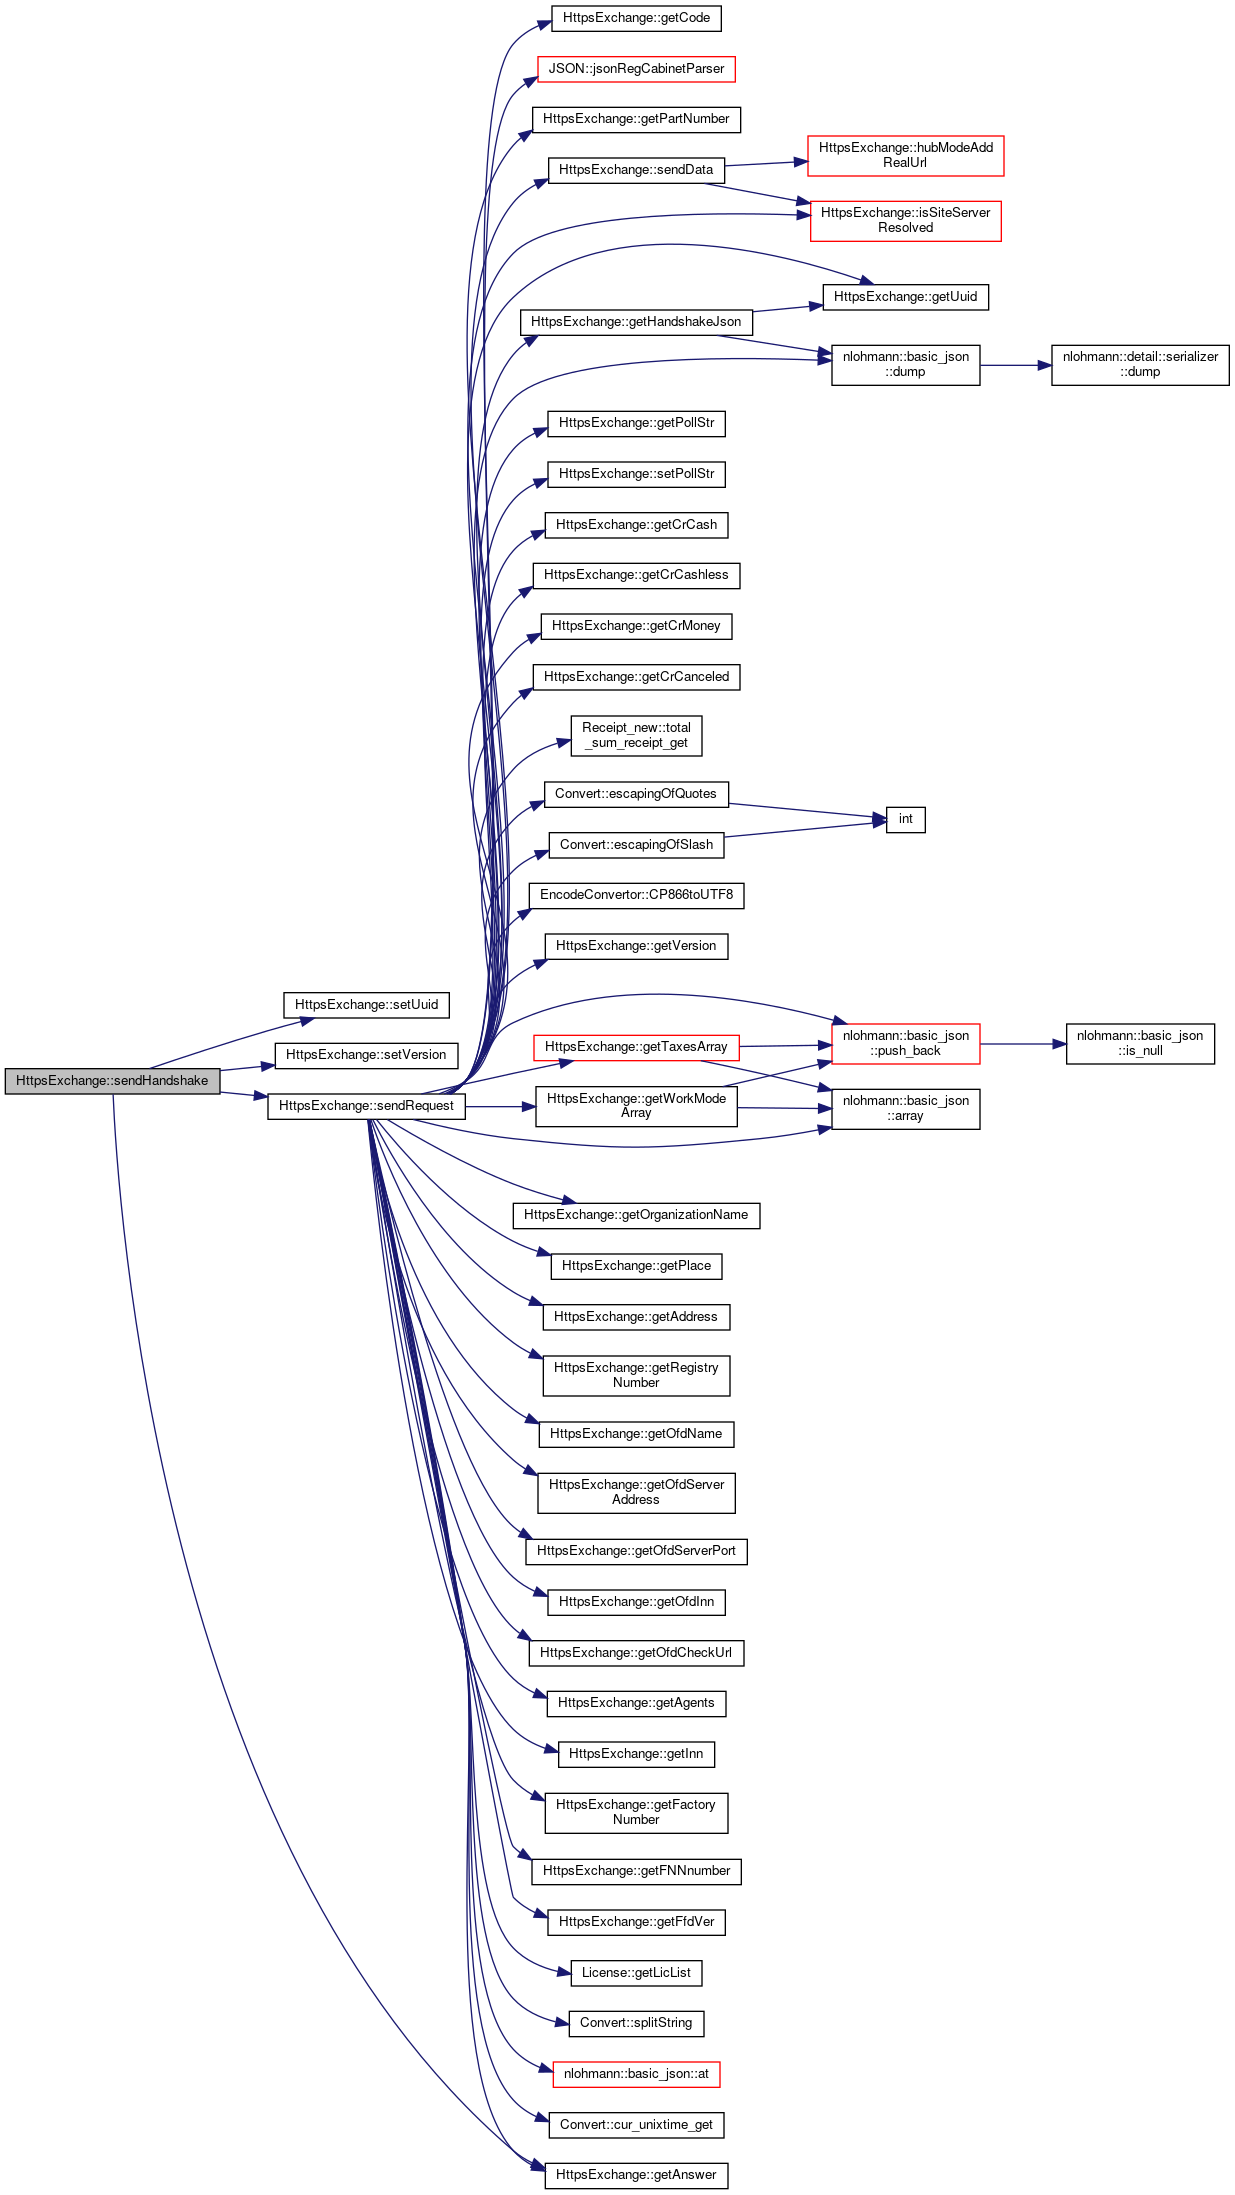 HttpsExchange::getCode
JSON::jsonRegCabinetParser
HttpsExchange::getPartNumber
HttpsExchange::sendData
HttpsExchange::hubModeAdd
RealUrl
HttpsExchange::isSiteServer
Resolved
HttpsExchange::getUuid
HttpsExchange::getHandshakeJson
nlohmann::basic_json
::dump
nlohmann::detail::serializer
::dump
HttpsExchange::getPollStr
HttpsExchange::setPollStr
HttpsExchange::getCrCash
HttpsExchange::getCrCashless
HttpsExchange::getCrMoney
HttpsExchange::getCrCanceled
Receipt_new::total
_sum_receipt_get
Convert::escapingOfQuotes
int
Convert::escapingOfSlash
EncodeConvertor::CP866toUTF8
HttpsExchange::getVersion
HttpsExchange::setUuid
HttpsExchange::setVersion
HttpsExchange::sendHandshake
HttpsExchange::sendRequest
HttpsExchange::getTaxesArray
nlohmann::basic_json
::push_back
nlohmann::basic_json
::is_null
HttpsExchange::getWorkMode
Array
nlohmann::basic_json
::array
HttpsExchange::getOrganizationName
HttpsExchange::getPlace
HttpsExchange::getAddress
HttpsExchange::getRegistry
Number
HttpsExchange::getOfdName
HttpsExchange::getOfdServer
Address
HttpsExchange::getOfdServerPort
HttpsExchange::getOfdInn
HttpsExchange::getOfdCheckUrl
HttpsExchange::getAgents
HttpsExchange::getInn
HttpsExchange::getFactory
Number
HttpsExchange::getFNNnumber
HttpsExchange::getFfdVer
License::getLicList
Convert::splitString
nlohmann::basic_json::at
Convert::cur_unixtime_get
HttpsExchange::getAnswer